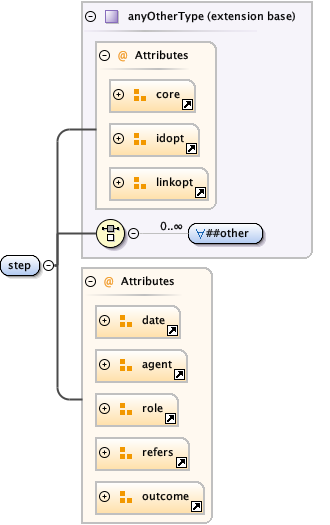 anyOtherType (extension base)
@ Attributes
core
idopt
linkopt
0..∞
∀##other
step
@ Attributes
date
agent
role
refers
outcome